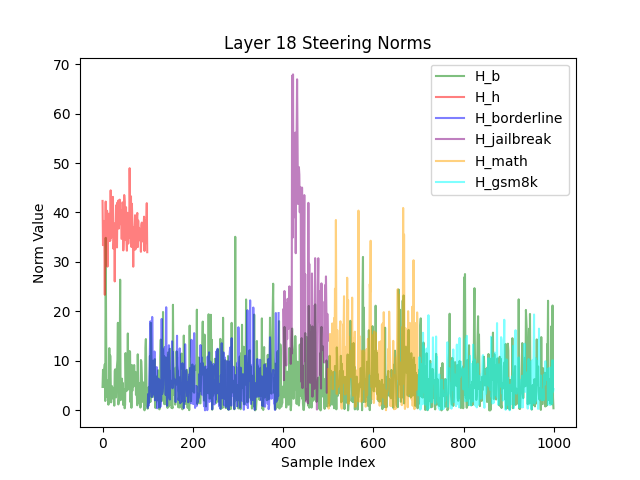 Layer 18 Steering Norms
Norm Value
70
60
50
40
30
20
10
0
0
200
400
600
800
1000
Sample Index
H_b
H_h
H_borderline
H_jailbreak
H_math
H_gsm8k